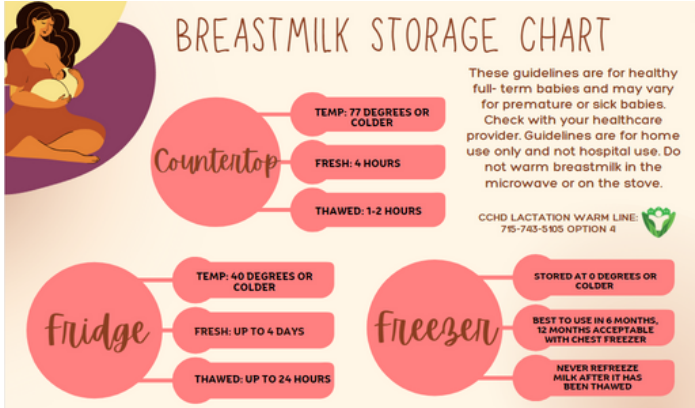 BREASTMILK STORAGE CHART
These guidelines are for healthy
full- term babies and may vary
for premature or sick babies.
Check with your healthcare
provider. Guidelines are for home
use only and not hospital use. Do
not warm breastmilk in the
microwave or on the stove.
CCHD LACTATION WARM LINE:
715-743-5105 OPTION 4
Countertop
TEMP: 77 DEGREES OR
COLDER
FRESH: 4 HOURS
THAWED: 1-2 HOURS
Fridge
TEMP: 40 DEGREES OR
COLDER
FRESH: UP TO 4 DAYS
THAWED: UP TO 24 HOURS
Freezer
STORED AT 0 DEGREES OR
COLDER
BEST TO USE IN 6 MONTHS,
12 MONTHS ACCEPTABLE
WITH CHEST FREEZER
NEVER REFREEZE
MILK AFTER IT HAS
BEEN THAWED